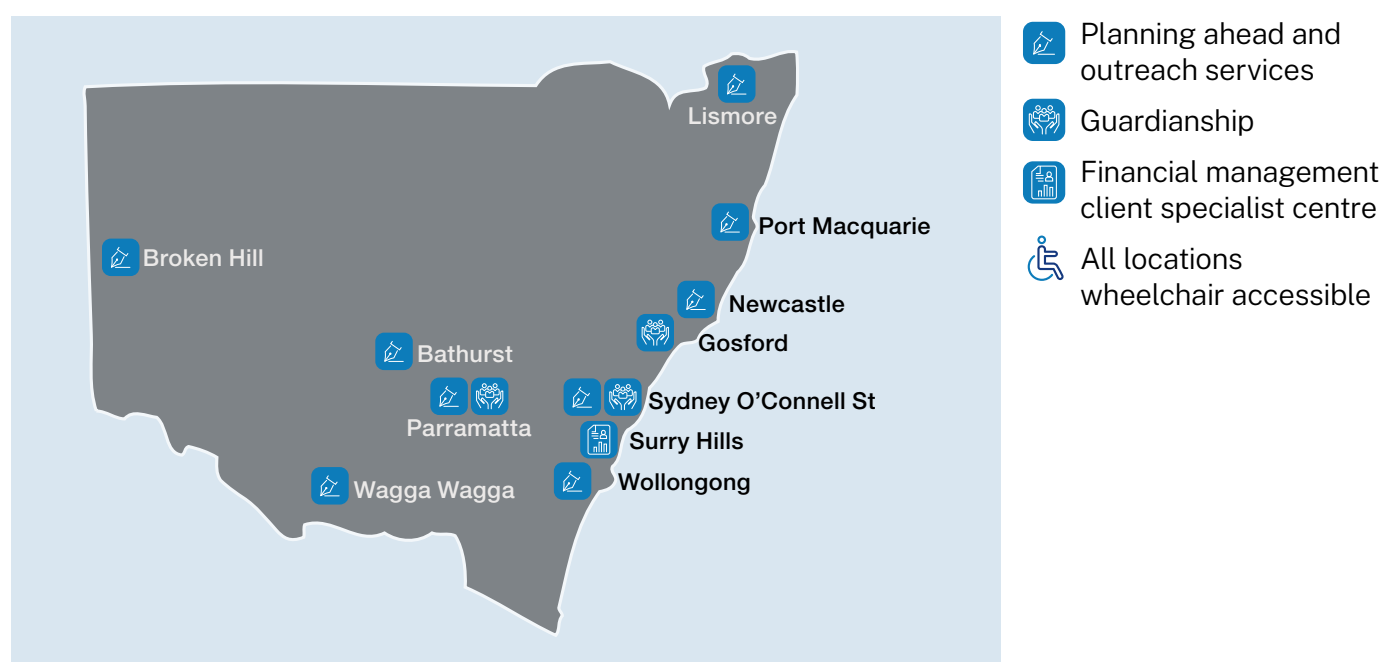 Lismore
Port Macquarie
Broken Hill
Newcastle
Gosford
Bathurst
Sydney O’Connell St
Parramatta
Surry Hills
Wollongong
Wagga Wagga
Planning ahead and
outreach services
Guardianship
Financial management
client specialist centre
All locations
wheelchair accessible